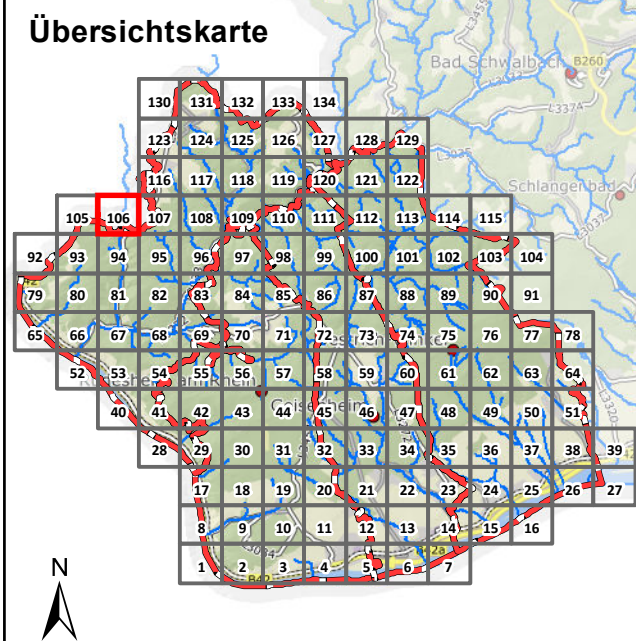 Übersichtskarte
Bad Schwalbach
B260
L3374
L3035
Schlangenbad
130 131 132 133 134
123 124 125 126 127 128 129
116 117 118 119 120 121 122
105 106 107 108 109 110 111 112 113 114 115
92 93 94 95 96 97 98 99 100 101 102 103 104
79 80 81 82 83 84 85 86 87 88 89 90 91
65 66 67 68 69 70 71 72 73 74 75 76 77 78
52 53 54 55 56 57 58 59 60 61 62 63 64
40 41 42 43 44 45 46 47 48 49 50 51
28 29 30 31 32 33 34 35 36 37 38 39
17 18 19 20 21 22 23 24 25 26 27
8 9 10 11 12 13 14 15 16
1 2 3 4 5 6 7
L3034
B42
B42a
N